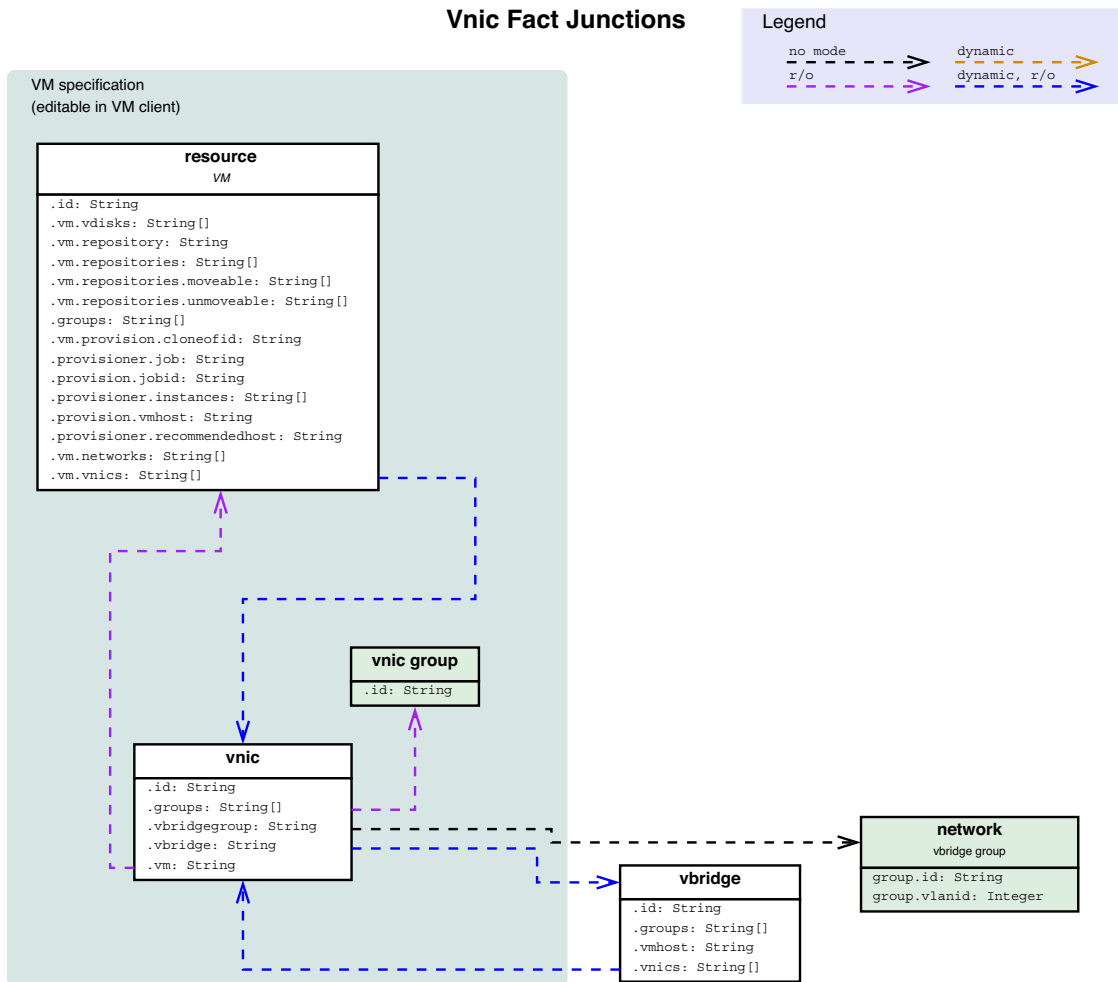 Vnic Fact Junctions
Legend
no mode
dynamic
r/o
dynamic, r/o
VM specification
(editable in VM client)
resource
VM
.id: String
.vm.vdisks: String[]
.vm.repository: String
.vm.repositories: String[]
.vm.repositories.moveable: String[]
.vm.repositories.unmoveable: String[]
.groups: String[]
.vm.provision.cloneofid: String
.provisioner.job: String
.provision.jobid: String
.provisioner.instances: String[]
.provision.vmhost: String
.provisioner.recommendedhost: String
.vm.networks: String[]
.vm.vnics: String[]
vnic group
.id: String
vnic
.id: String
.groups: String[]
.vbridgegroup: String
.vbridge: String
.vm: String
network
vbridge group
group.id: String
group.vlanid: Integer
vbridge
.id: String
.groups: String[]
.vmhost: String
.vnics: String[]